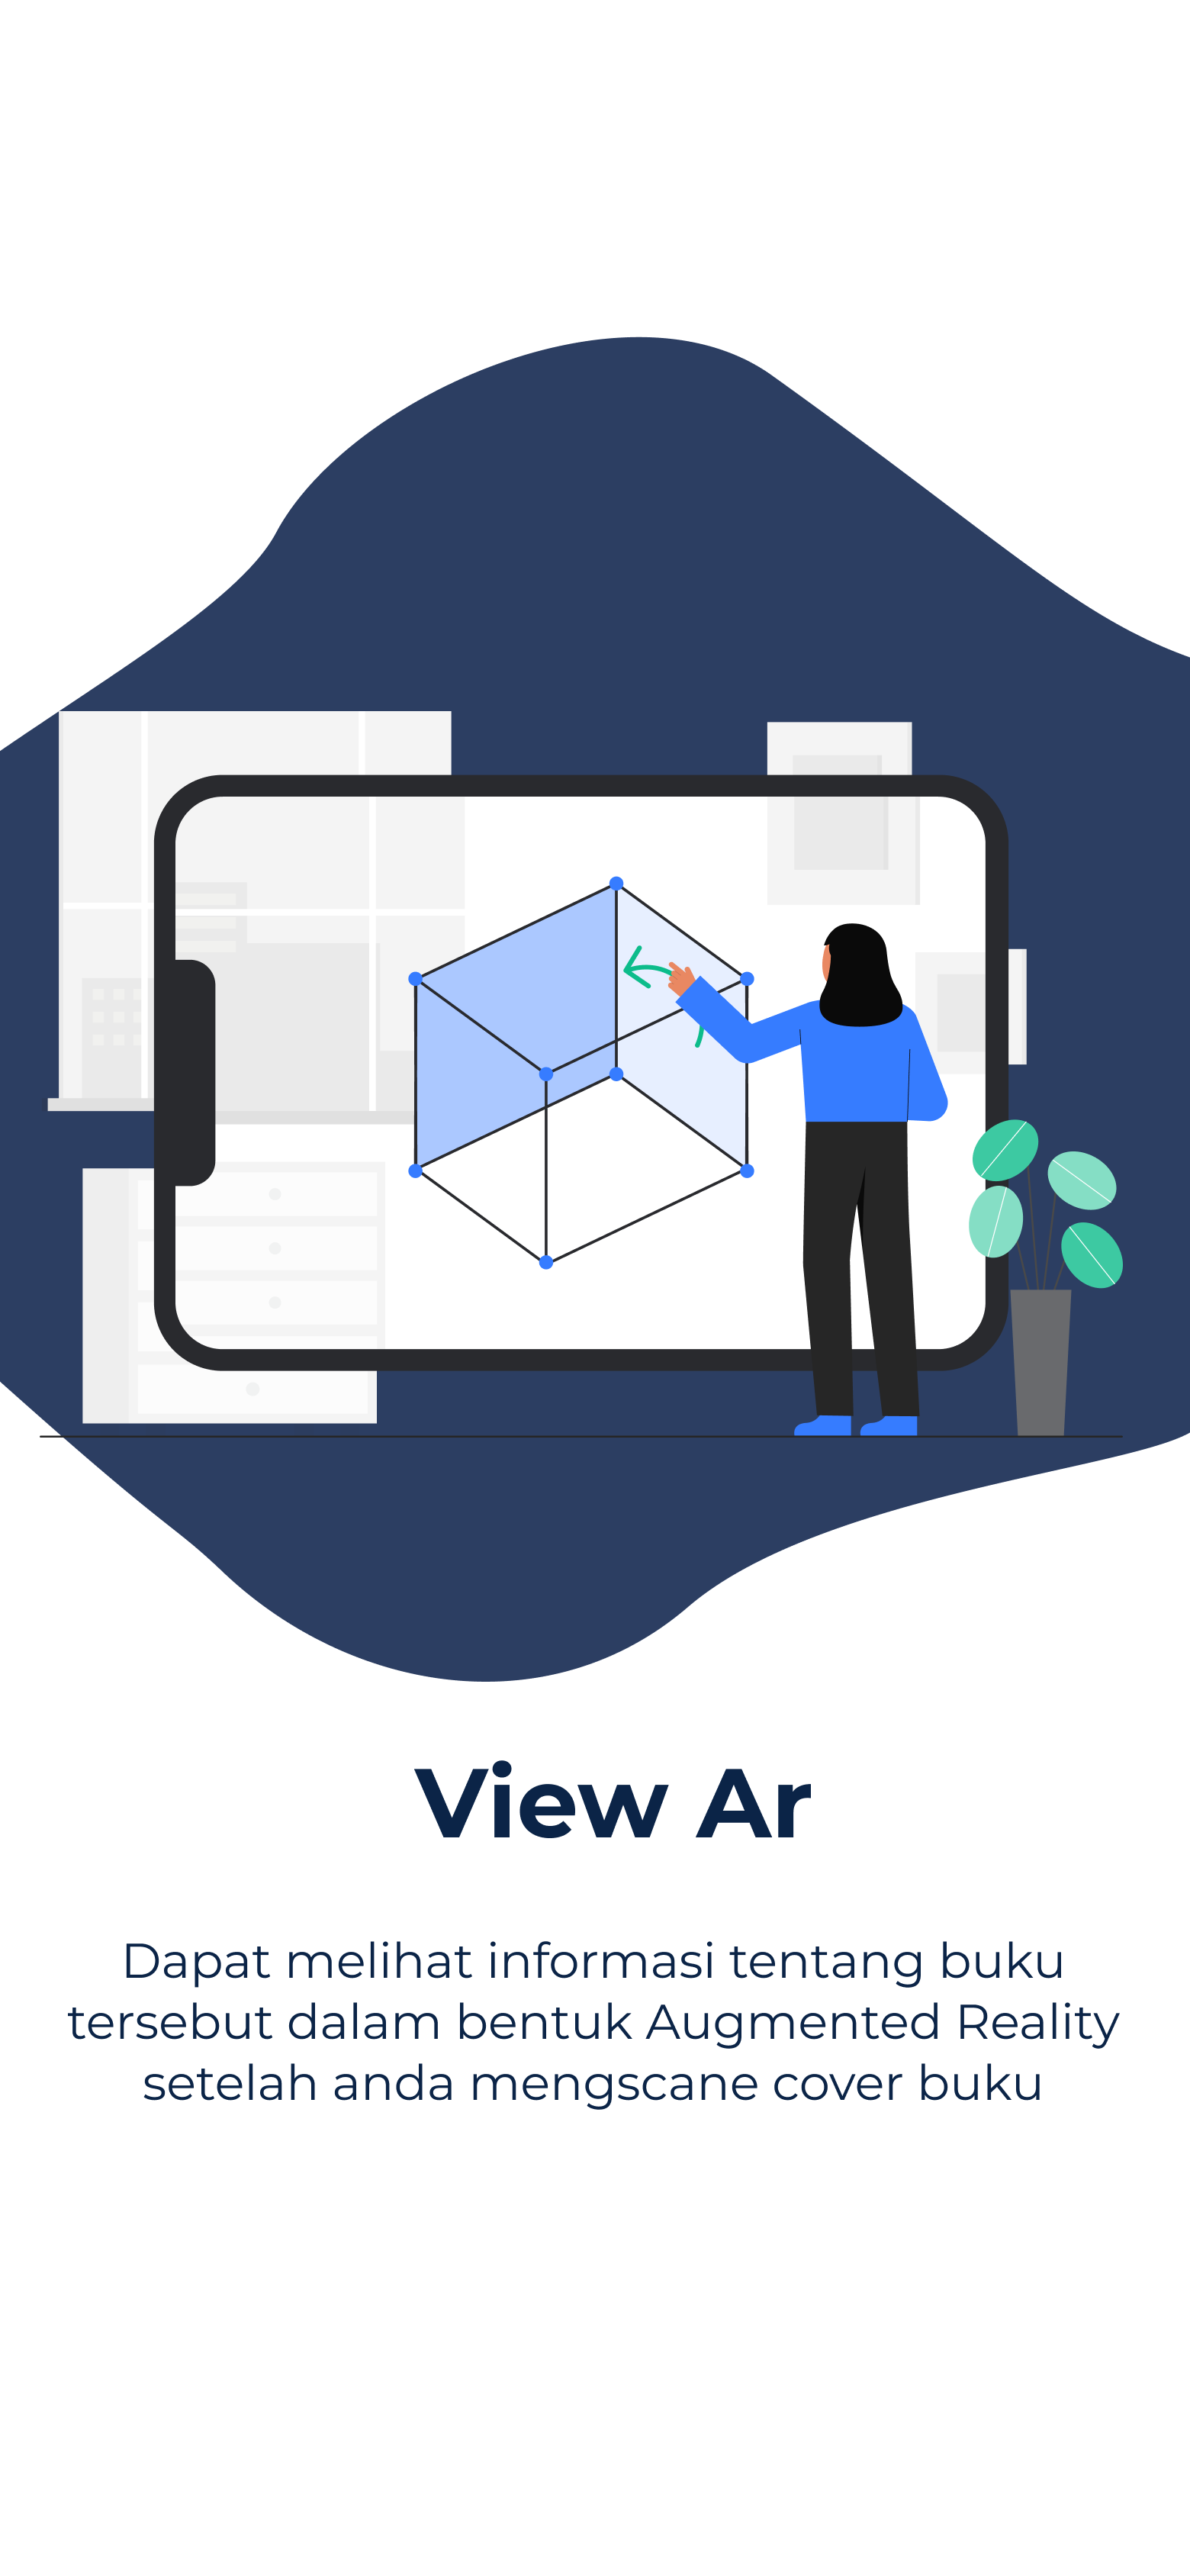 View Ar
Dapat melihat informasi tentang buku
tersebut dalam bentuk Augmented Reality
setelah anda mengscane cover buku